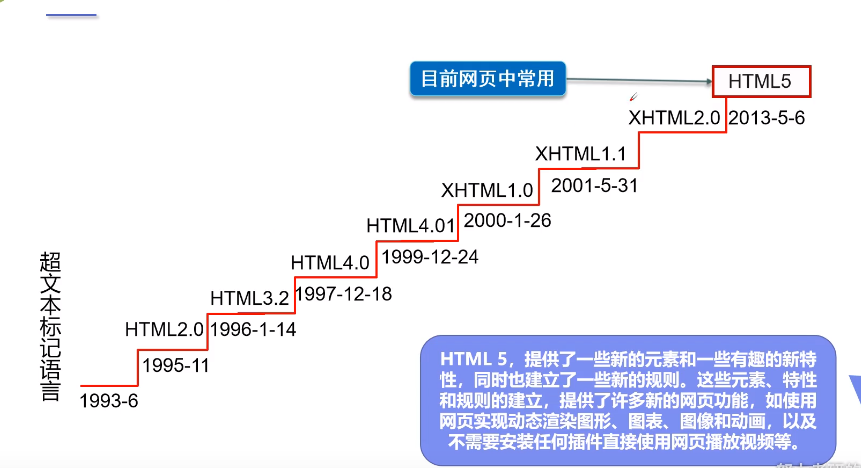 目前网页中常用
HTML5
XHTML2.0
2013-5-6
XHTML1.1
2001-5-31
XHTML1.0
2000-1-26
HTML4.01
1999-12-24
HTML4.0
1997-12-18
HTML3.2
1996-1-14
HTML2.0
1995-11
1993-6
超文本标记语言
HTML 5，提供了一些新的元素和一些有趣的新特
性，同时也建立了一些新的规则。这些元素、特性
和规则的建立，提供了许多新的网页功能，如使用
网页实现动态渲染图形、图表、图像和动画，以及
不需要安装任何插件直接使用网页播放视频等。